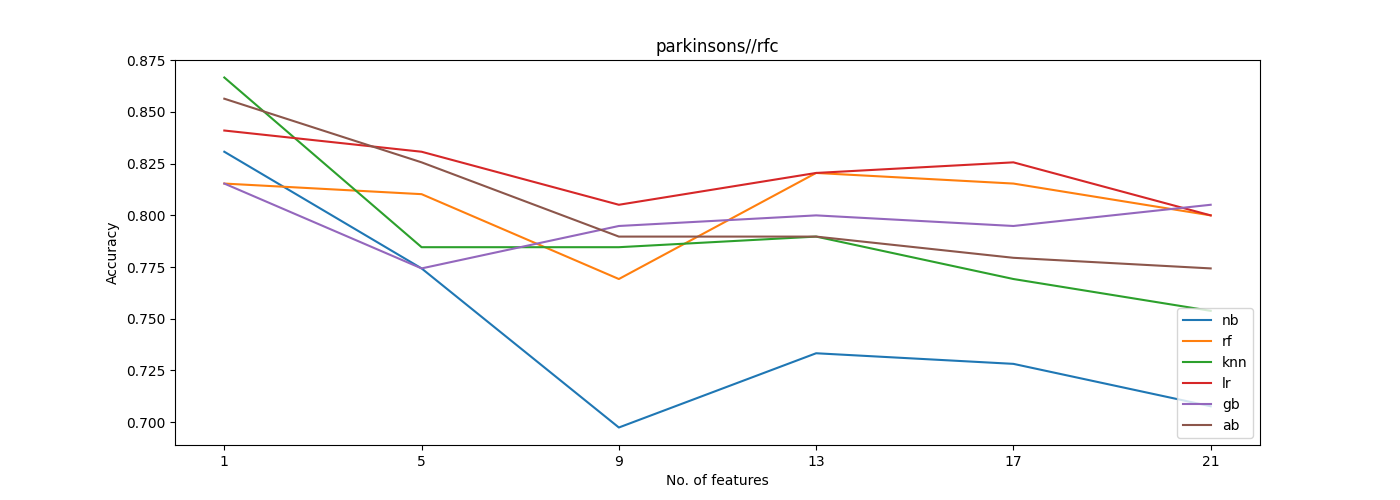 parkinsons//rfc
0.875
0.850
0.825
0.800
0.775
0.750
0.725
0.700
Accuracy
nb
rf
knn
lr
gb
ab
1 5 9 13 17 21
No. of features